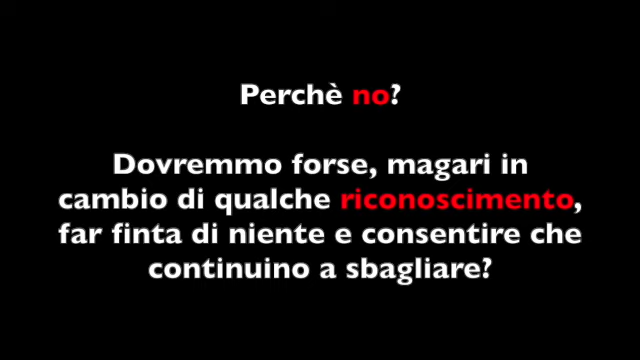 Perchè no?
Dovremmo forse, magari in
cambio di qualche riconoscimento,
far finta di niente e consentire che
continuino a sbagliare?